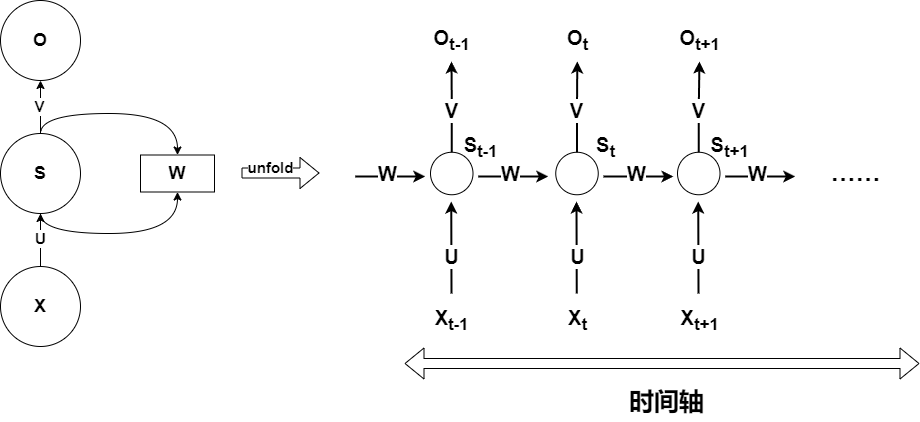 O
V
S
W
U
X
unfold
O_{t-1} O_t O_{t+1}
V V V
S_{t-1} S_t S_{t+1}
W W W W ......
U U U
X_{t-1} X_t X_{t+1}
时间轴